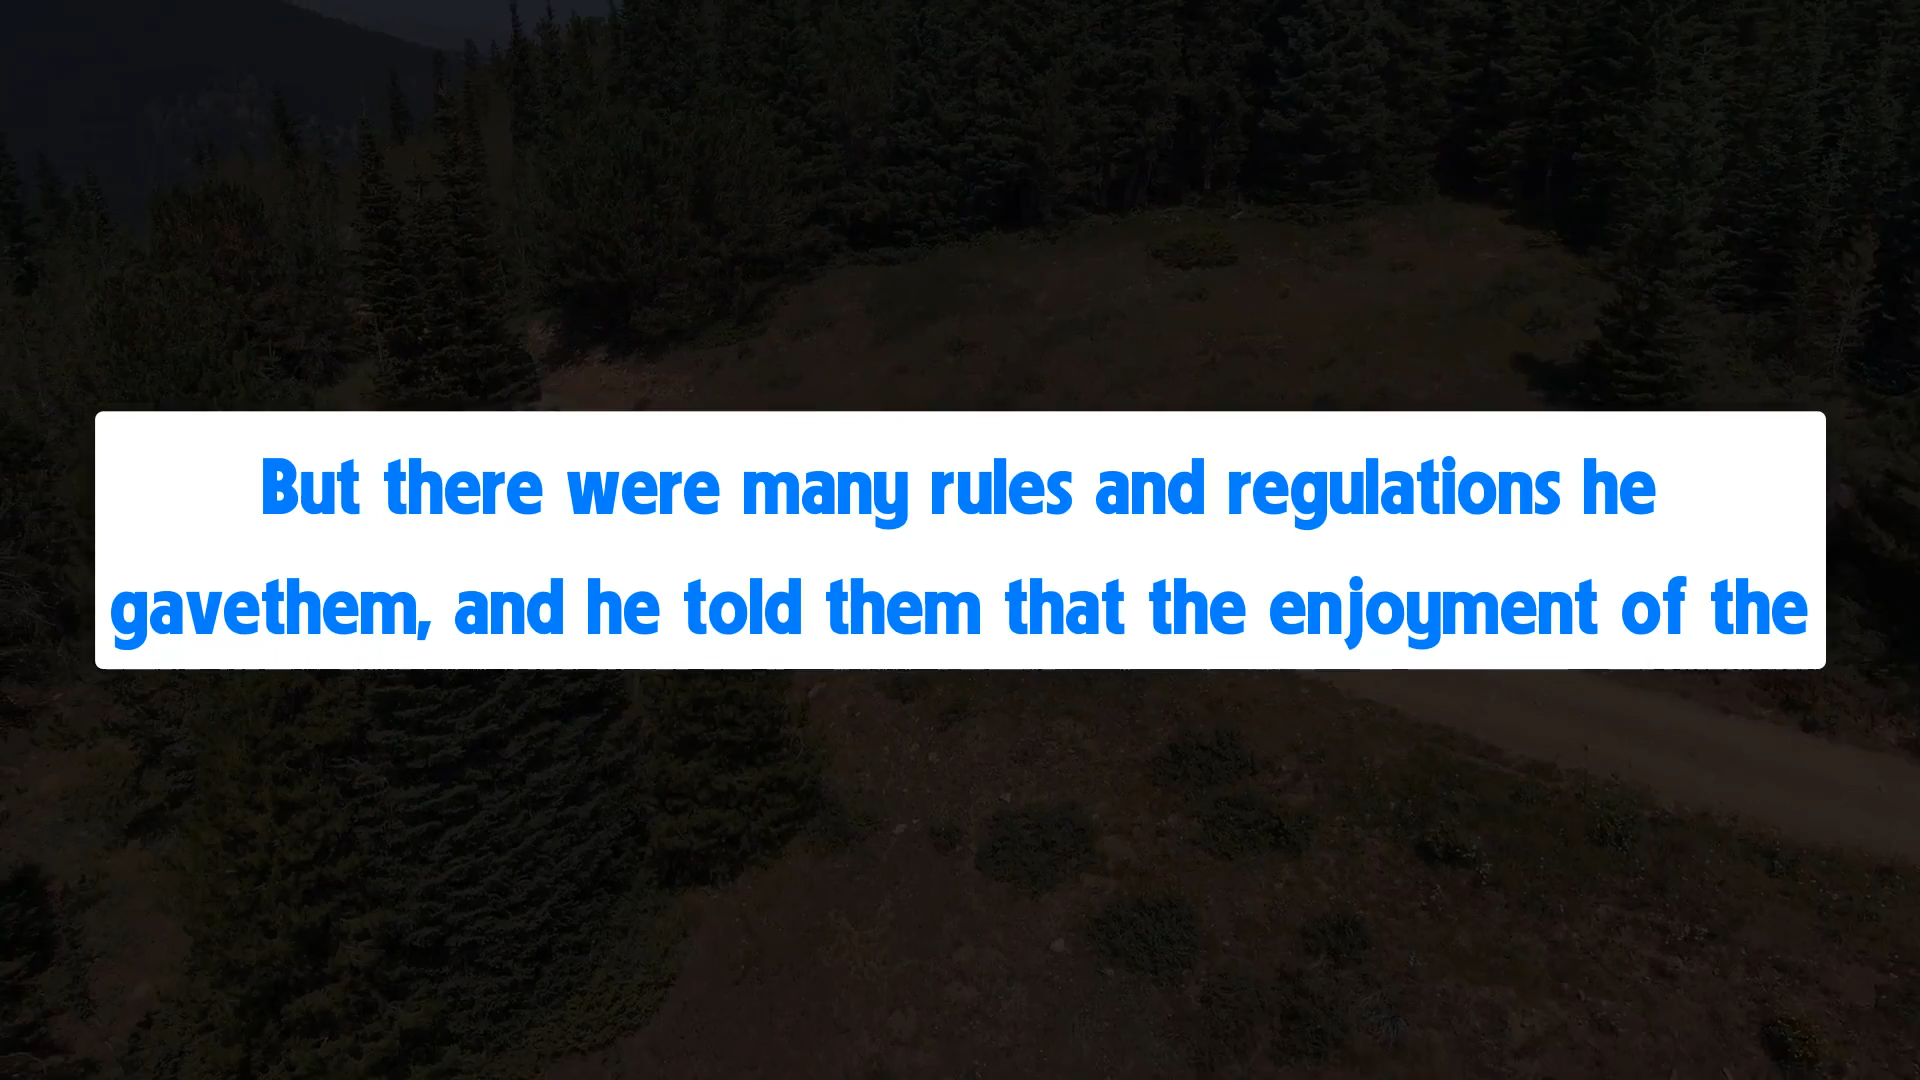 But there were many rules and regulations he
gavethem, and he told them that the enjoyment of the